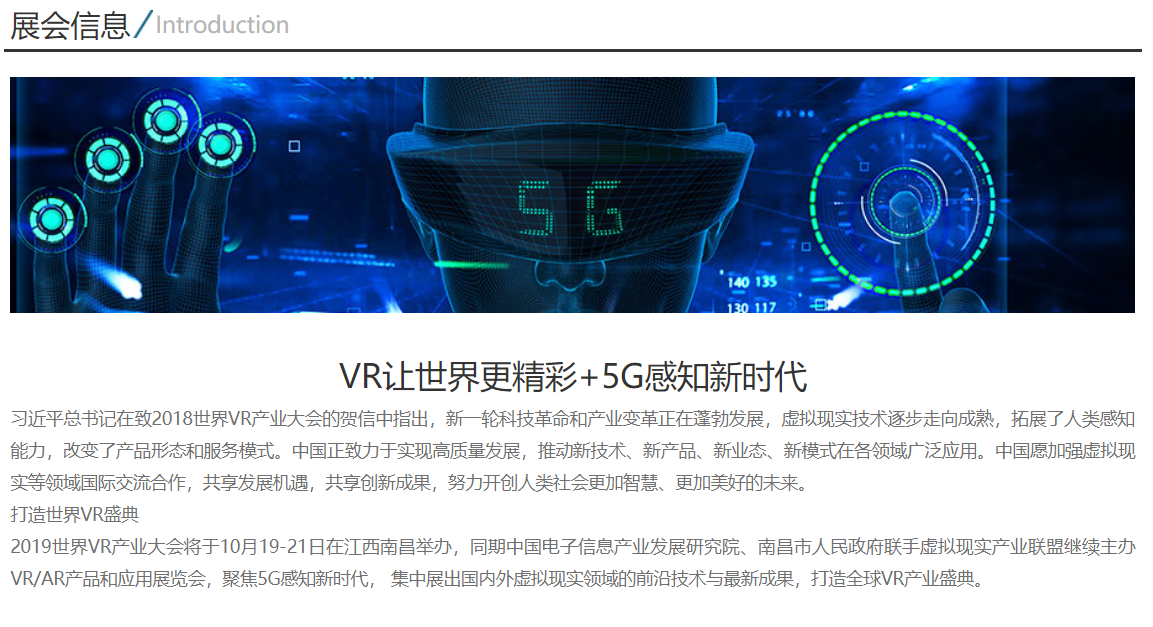 展会信息/Introduction
5G
140 135
130 117
VR让世界更精彩+5G感知新时代
习近平总书记在致2018世界VR产业大会的贺信中指出，新一轮科技革命和产业变革正在蓬勃发展，虚拟现实技术逐步走向成熟，拓展了人类感知
能力，改变了产品形态和服务模式。中国正致力于实现高质量发展，推动新技术、新产品、新业态、新模式在各领域广泛应用。中国愿加强虚拟现
实等领域国际交流合作，共享发展机遇，共享创新成果，努力开创人类社会更加智慧、更加美好的未来。
打造世界VR盛典
2019世界VR产业大会将于10月19-21日在江西南昌举办，同期中国电子信息产业发展研究院、南昌市人民政府联手虚拟现实产业联盟继续主办
VR/AR产品和应用展览会，聚焦5G感知新时代， 集中展出国内外虚拟现实领域的前沿技术与最新成果，打造全球VR产业盛典。